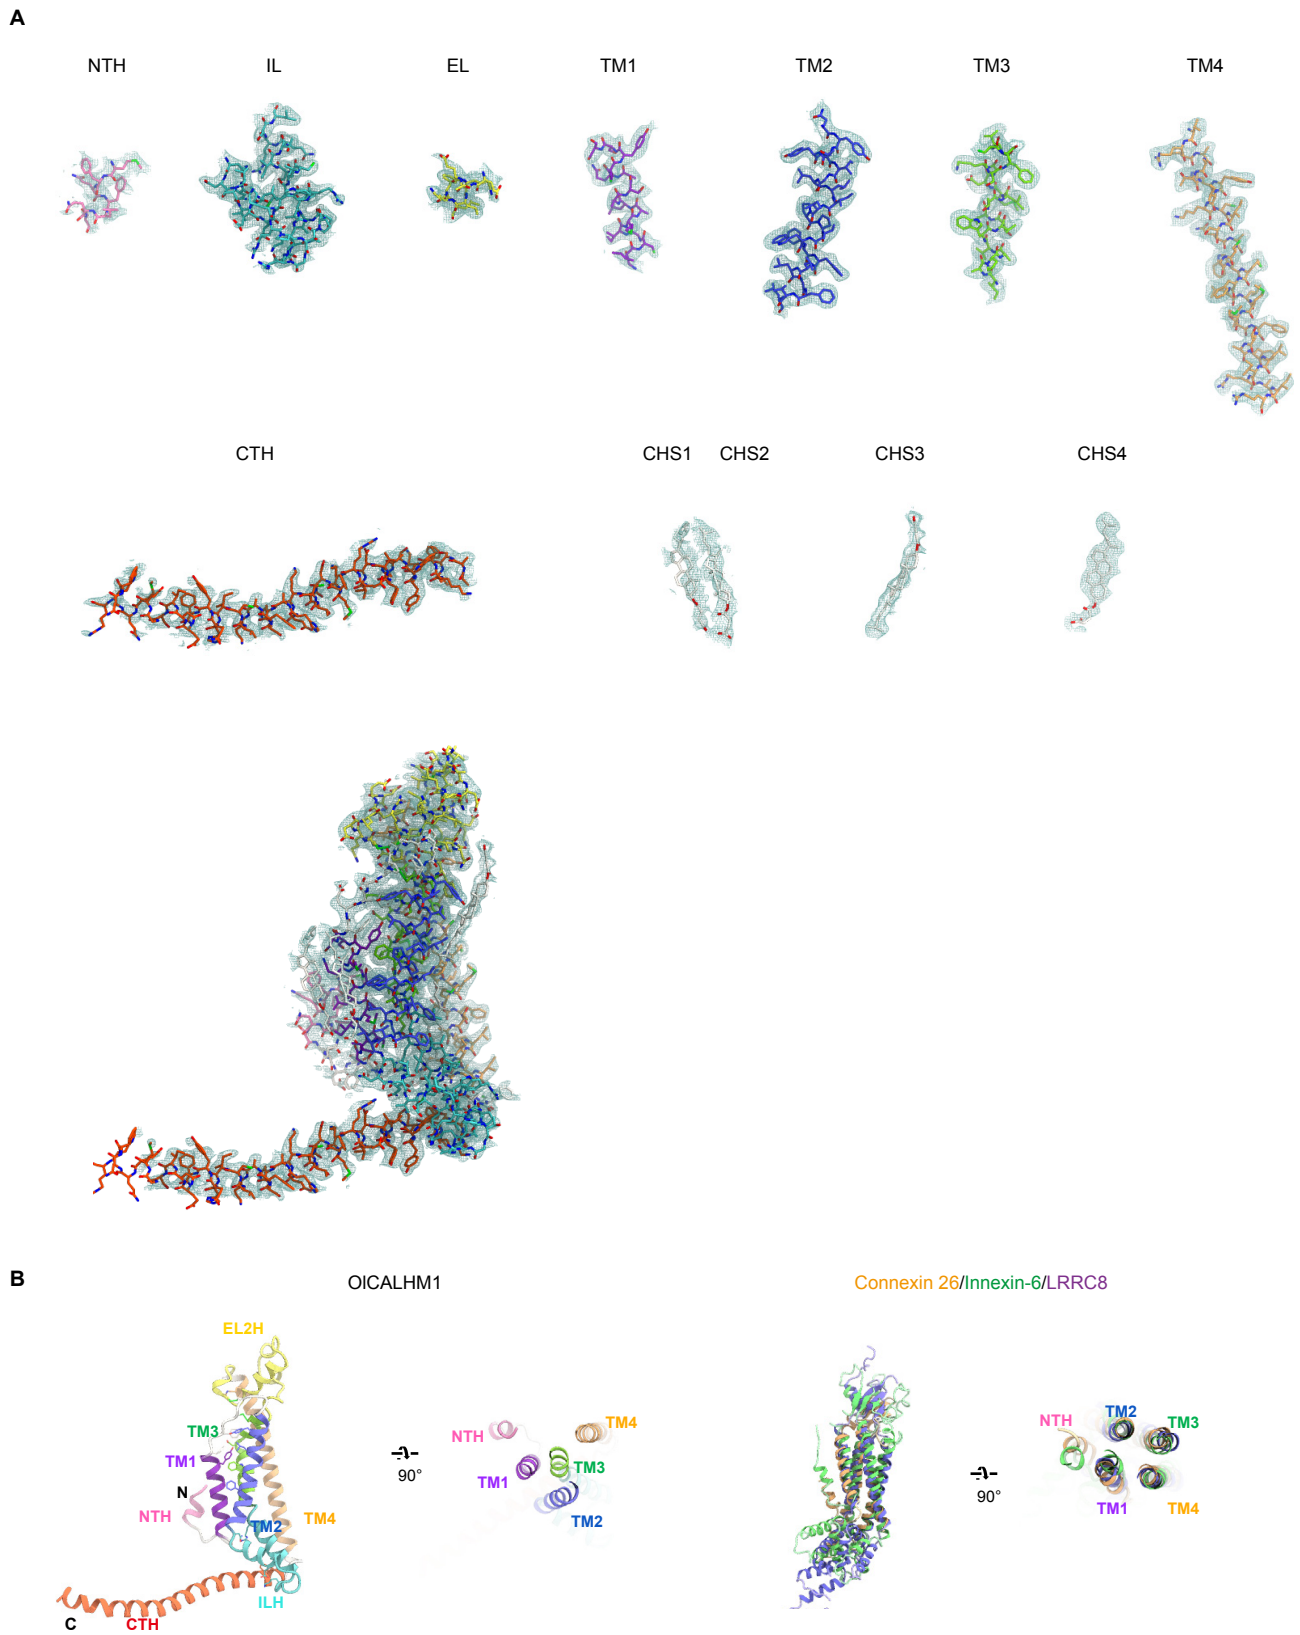 A
NTH IL EL TM1 TM2 TM3 TM4
CTH CHS1 CHS2 CHS3 CHS4
B
OlCALHM1 Connexin 26/Innexin-6/LRRC8
EL2H
TM3
TM1
N
NTH
TM2
TM4
ILH
C
CTH
90°
NTH
TM4
TM1
TM3
TM2
90°
NTH
TM2
TM3
TM1
TM4